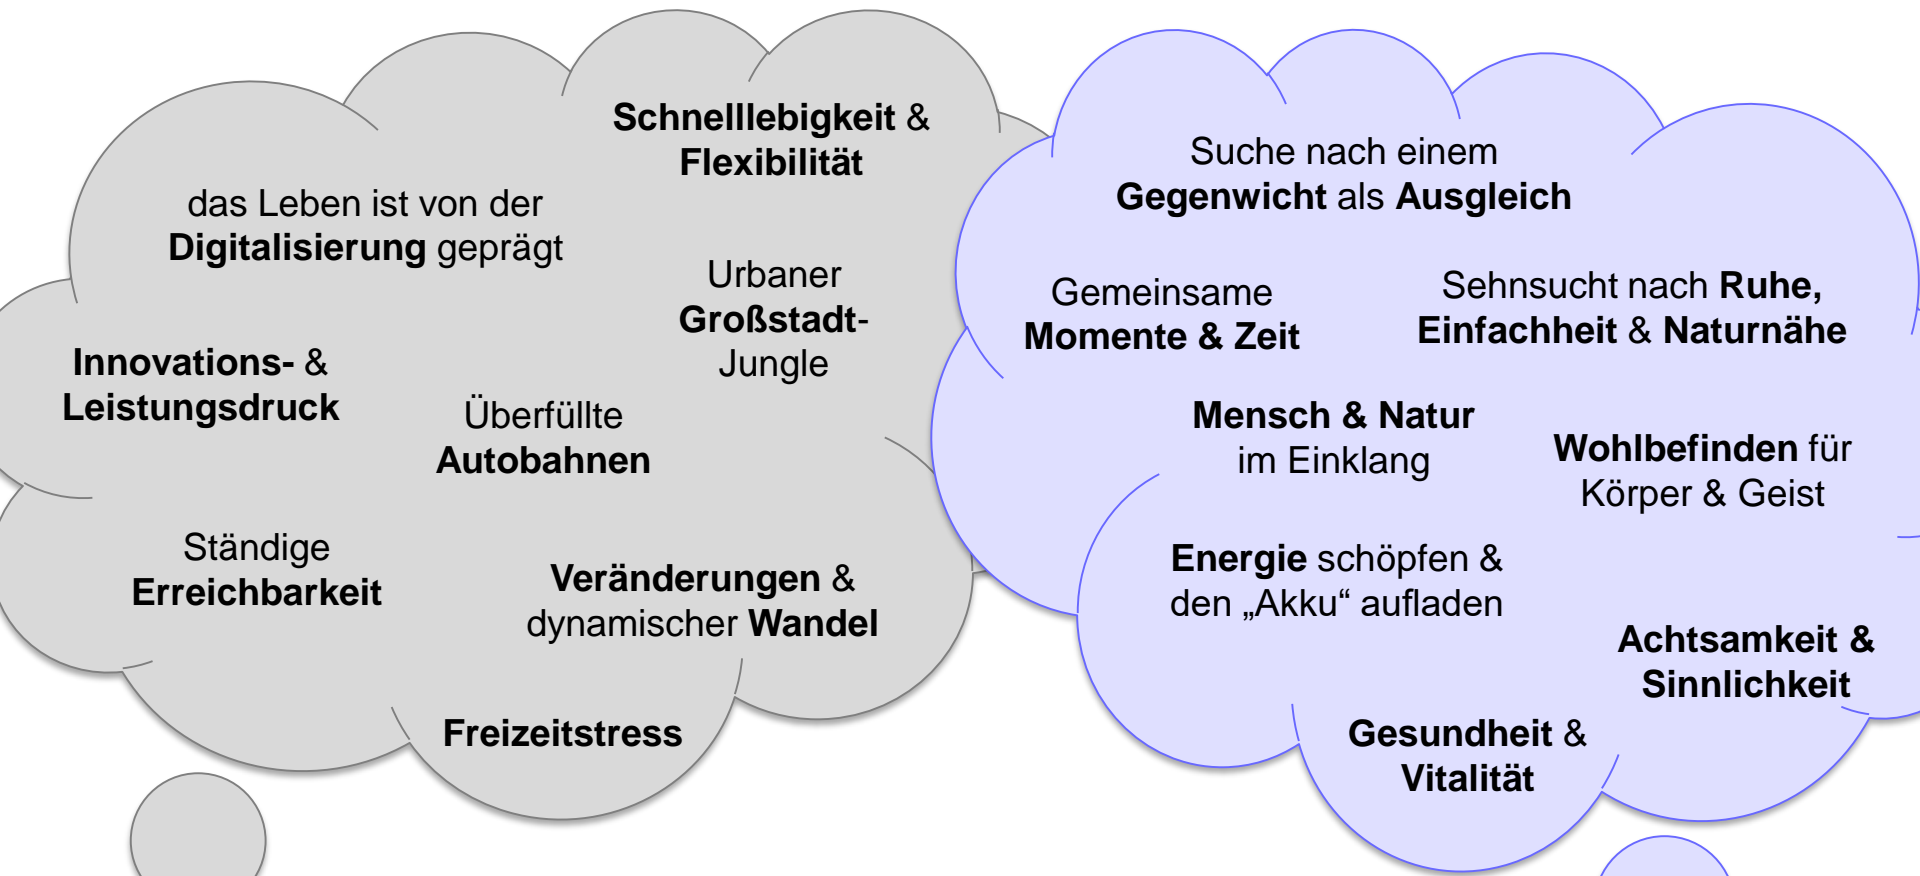 Schnelllebigkeit &
Flexibilität
das Leben ist von der
Digitalisierung geprägt
Urbaner
Großstadt-
Jungle
Innovations- &
Leistungsdruck
Überfüllte
Autobahnen
Ständige
Erreichbarkeit
Veränderungen &
dynamischer Wandel
Freizeitstress
Suche nach einem
Gegenwicht als Ausgleich
Gemeinsame
Momente & Zeit
Sehnsucht nach Ruhe,
Einfachheit & Naturnähe
Mensch & Natur
im Einklang
Wohlbefinden für
Körper & Geist
Energie schöpfen &
den „Akku“ aufladen
Achtsamkeit &
Sinnlichkeit
Gesundheit &
Vitalität